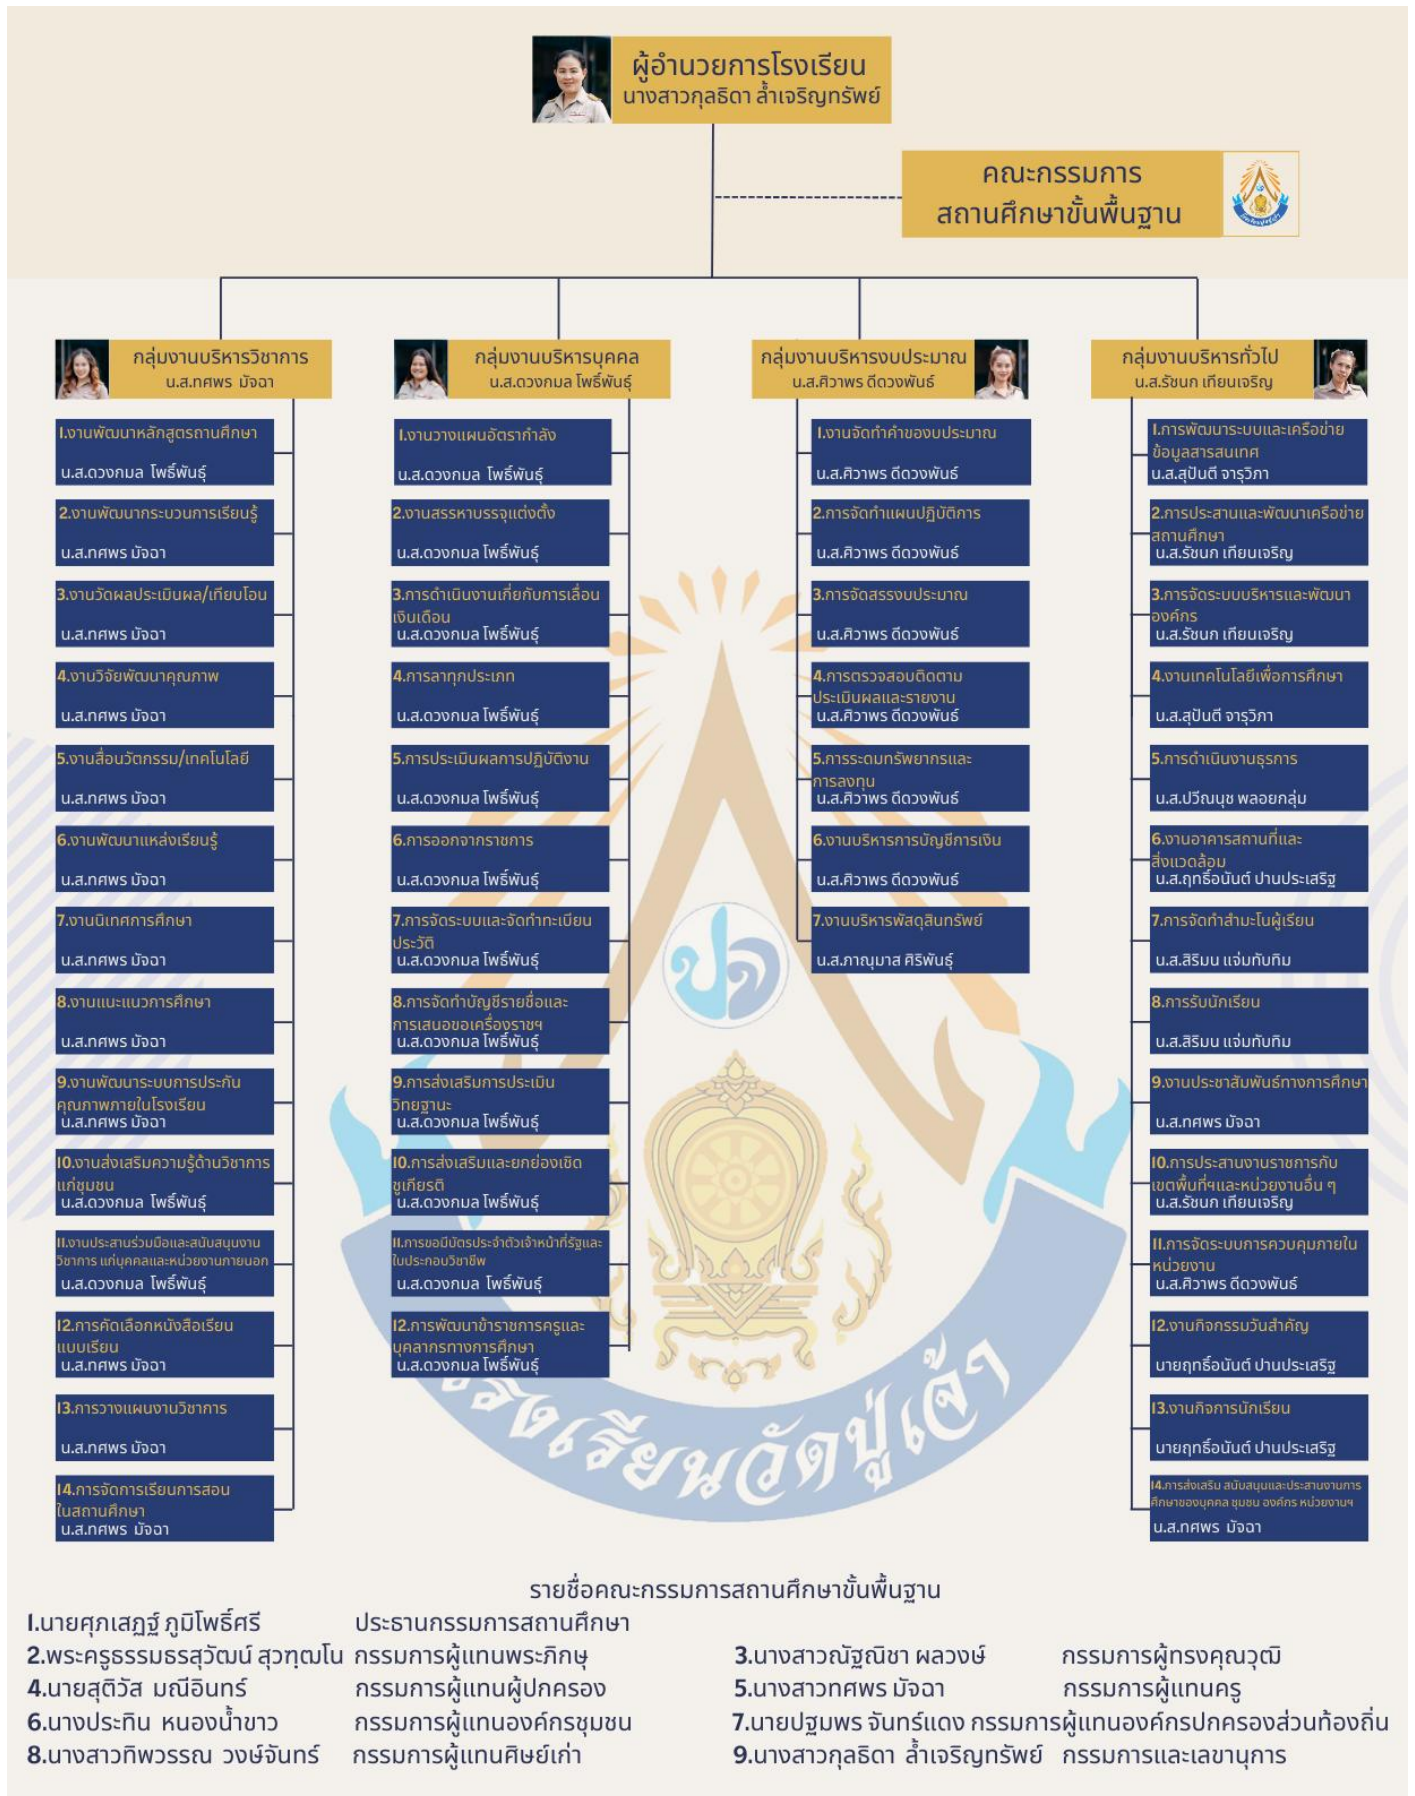 ผู้อำนวยการโรงเรียน
นางสาวกุลธิดา ล้ำเจริญทรัพย์
คณะกรรมการ
สถานศึกษาขั้นพื้นฐาน
กลุ่มงานบริหารวิชาการ
น.ส.ทศพร มัจฉา
1.งานพัฒนาหลักสูตรถานศึกษา
น.ส.ดวงกมล โพธิ์พันธุ์
2.งานพัฒนากระบวนการเรียนรู้
น.ส.ทศพร มัจฉา
3.งานวัดผลประเมินผล/เทียบโอน
น.ส.ทศพร มัจฉา
4.งานวิจัยพัฒนาคุณภาพ
น.ส.ทศพร มัจฉา
5.งานสื่อนวัตกรรม/เทคโนโลยี
น.ส.ทศพร มัจฉา
6.งานพัฒนาแหล่งเรียนรู้
น.ส.ทศพร มัจฉา
7.งานนิเทศการศึกษา
น.ส.ทศพร มัจฉา
8.งานแนะแนวการศึกษา
น.ส.ทศพร มัจฉา
9.งานพัฒนาระบบการประกัน
คุณภาพภายในโรงเรียน
น.ส.ทศพร มัจฉา
10.งานส่งเสริมความรู้ด้านวิชาการ
แก่ชุมชน
น.ส.ดวงกมล โพธิ์พันธุ์
11.งานประสานร่วมมือและสนับสนุนงาน
วิชาการ แก่บุคคลและหน่วยงานภายนอก
น.ส.ดวงกมล โพธิ์พันธุ์
12.การคัดเลือกหนังสือเรียน
แบบเรียน
น.ส.ทศพร มัจฉา
13.การวางแผนงานวิชาการ
น.ส.ทศพร มัจฉา
14.การจัดการเรียนการสอน
ในสถานศึกษา
น.ส.ทศพร มัจฉา
กลุ่มงานบริหารบุคคล
น.ส.ดวงกมล โพธิ์พันธุ์
1.งานวางแผนอัตรากำลัง
น.ส.ดวงกมล โพธิ์พันธุ์
2.งานสรรหาบรรจุแต่งตั้ง
น.ส.ดวงกมล โพธิ์พันธุ์
3.การดำเนินงานเกี่ยกับการเลื่อน
เงินเดือน
น.ส.ดวงกมล โพธิ์พันธุ์
4.การลาทุกประเภท
น.ส.ดวงกมล โพธิ์พันธุ์
5.การประเมินผลการปฏิบัติงาน
น.ส.ดวงกมล โพธิ์พันธุ์
6.การออกจากราชการ
น.ส.ดวงกมล โพธิ์พันธุ์
7.การจัดระบบและจัดทำทะเบียน
ประวัติ
น.ส.ดวงกมล โพธิ์พันธุ์
8.การจัดทำบัญชีรายชื่อและ
การเสนอขอเครื่องราชฯ
น.ส.ดวงกมล โพธิ์พันธุ์
9.การส่งเสริมการประเมิน
วิทยฐานะ
น.ส.ดวงกมล โพธิ์พันธุ์
10.การส่งเสริมและยกย่องเชิด
ชูเกียรติ
น.ส.ดวงกมล โพธิ์พันธุ์
11.การขอมีบัตรประจำตัวเจ้าหน้าที่รัฐและ
ใบประกอบวิชาชีพ
น.ส.ดวงกมล โพธิ์พันธุ์
12.การพัฒนาข้าราชการครูและ
บุคลากรทางการศึกษา
น.ส.ดวงกมล โพธิ์พันธุ์
กลุ่มงานบริหารงบประมาณ
น.ส.ศิวาพร ดีดวงพันธ์
1.งานจัดทำคำของบประมาณ
น.ส.ศิวาพร ดีดวงพันธ์
2.การจัดทำแผนปฏิบัติการ
น.ส.ศิวาพร ดีดวงพันธ์
3.การจัดสรรงบประมาณ
น.ส.ศิวาพร ดีดวงพันธ์
4.การตรวจสอบติดตาม
ประเมินผลและรายงาน
น.ส.ศิวาพร ดีดวงพันธ์
5.การระดมทรัพยากรและ
การลงทุน
น.ส.ศิวาพร ดีดวงพันธ์
6.งานบริหารการบัญชีการเงิน
น.ส.ศิวาพร ดีดวงพันธ์
7.งานบริหารพัสดุสินทรัพย์
น.ส.ภาณุมาส ศิริพันธุ์
กลุ่มงานบริหารทั่วไป
น.ส.รัชนก เทียนเจริญ
1.การพัฒนาระบบและเครือข่าย
ข้อมูลสารสนเทศ
น.ส.สุปันตี จารุวิภา
2.การประสานและพัฒนาเครือข่าย
สถานศึกษา
น.ส.รัชนก เทียนเจริญ
3.การจัดระบบบริหารและพัฒนา
องค์กร
น.ส.รัชนก เทียนเจริญ
4.งานเทคโนโลยีเพื่อการศึกษา
น.ส.สุปันตี จารุวิภา
5.การดำเนินงานธุรการ
น.ส.ปวีณนุช พลอยกลุ่ม
6.งานอาคารสถานที่และ
สิ่งแวดล้อม
น.ส.ฤทธิ์อนันต์ ปานประเสริฐ
7.การจัดทำสำมะโนผู้เรียน
น.ส.สิริมน แจ่มทับทิม
8.การรับนักเรียน
น.ส.สิริมน แจ่มทับทิม
9.งานประชาสัมพันธ์ทางการศึกษา
น.ส.ทศพร มัจฉา
10.การประสานงานราชการกับ
เขตพื้นที่ฯและหน่วยงานอื่น ๆ
น.ส.รัชนก เทียนเจริญ
11.การจัดระบบการควบคุมภายใน
หน่วยงาน
น.ส.ศิวาพร ดีดวงพันธ์
12.งานกิจกรรมวันสำคัญ
นายฤทธิ์อนันต์ ปานประเสริฐ
13.งานกิจการนักเรียน
นายฤทธิ์อนันต์ ปานประเสริฐ
14.การส่งเสริม สนับสนุนและประสานงานการ
ศึกษาของบุคคล ชุมชน องค์กร หน่วยงานฯ
น.ส.ทศพร มัจฉา
ปจ
โรงเรียนวัดปู่เจ้า
รายชื่อคณะกรรมการสถานศึกษาขั้นพื้นฐาน
1.นายศุภเสฏฐ์ ภูมิโพธิ์ศรี ประธานกรรมการสถานศึกษา
2.พระครูธรรมธรสุวัฒน์ สุวฑฺฒโน กรรมการผู้แทนพระภิกษุ 3.นางสาวณัฐณิชา ผลวงษ์ กรรมการผู้ทรงคุณวุฒิ
4.นายสุติวัส มณีอินทร์ กรรมการผู้แทนผู้ปกครอง 5.นางสาวทศพร มัจฉา กรรมการผู้แทนครู
6.นางประทิน หนองน้ำขาว กรรมการผู้แทนองค์กรชุมชน 7.นายปฐมพร จันทร์แดง กรรมการผู้แทนองค์กรปกครองส่วนท้องถิ่น
8.นางสาวทิพวรรณ วงษ์จันทร์ กรรมการผู้แทนศิษย์เก่า 9.นางสาวกุลธิดา ล้ำเจริญทรัพย์ กรรมการและเลขานุการ